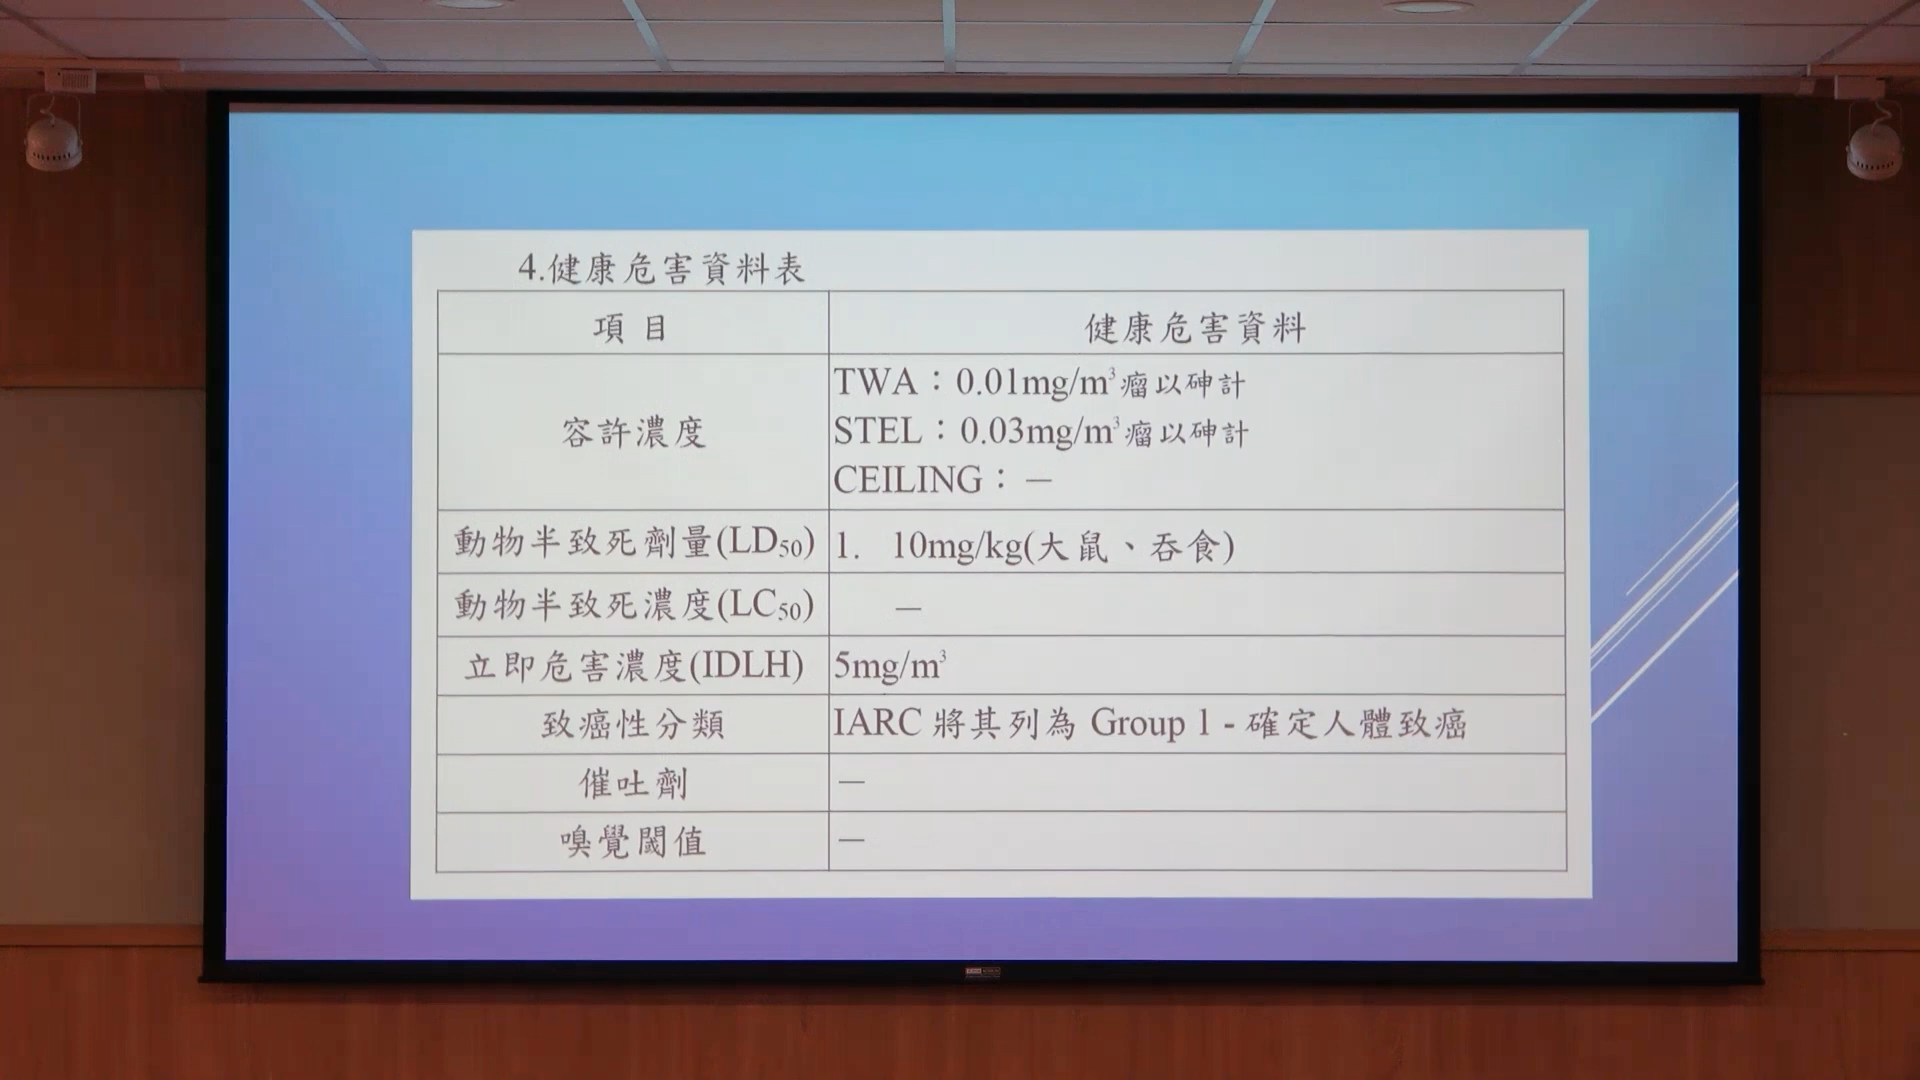 4.健康危害資料表
項目
健康危害資料
容許濃度
TWA：0.01mg/m³瘤以砷計
STEL：0.03mg/m³瘤以砷計
CEILING：－
動物半致死劑量(LD₅₀)
1. 10mg/kg(大鼠、吞食)
動物半致死濃度(LC₅₀)
－
立即危害濃度(IDLH)
5mg/m³
致癌性分類
IARC 將其列為 Group 1 - 確定人體致癌
催吐劑
－
嗅覺閾值
－